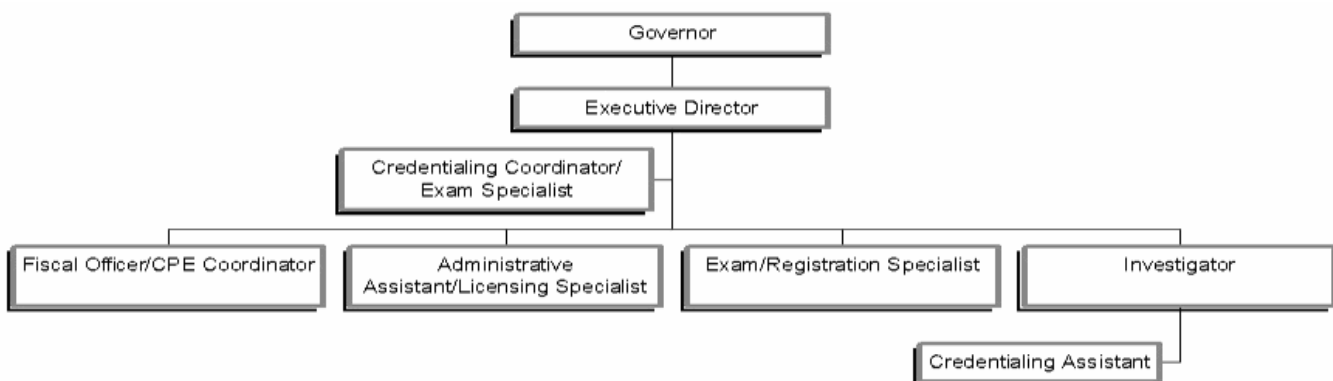 Governor
Executive Director
Credentialing Coordinator/
Exam Specialist
Fiscal Officer/CPE Coordinator
Administrative
Assistant/Licensing Specialist
Exam/Registration Specialist
Investigator
Credentialing Assistant